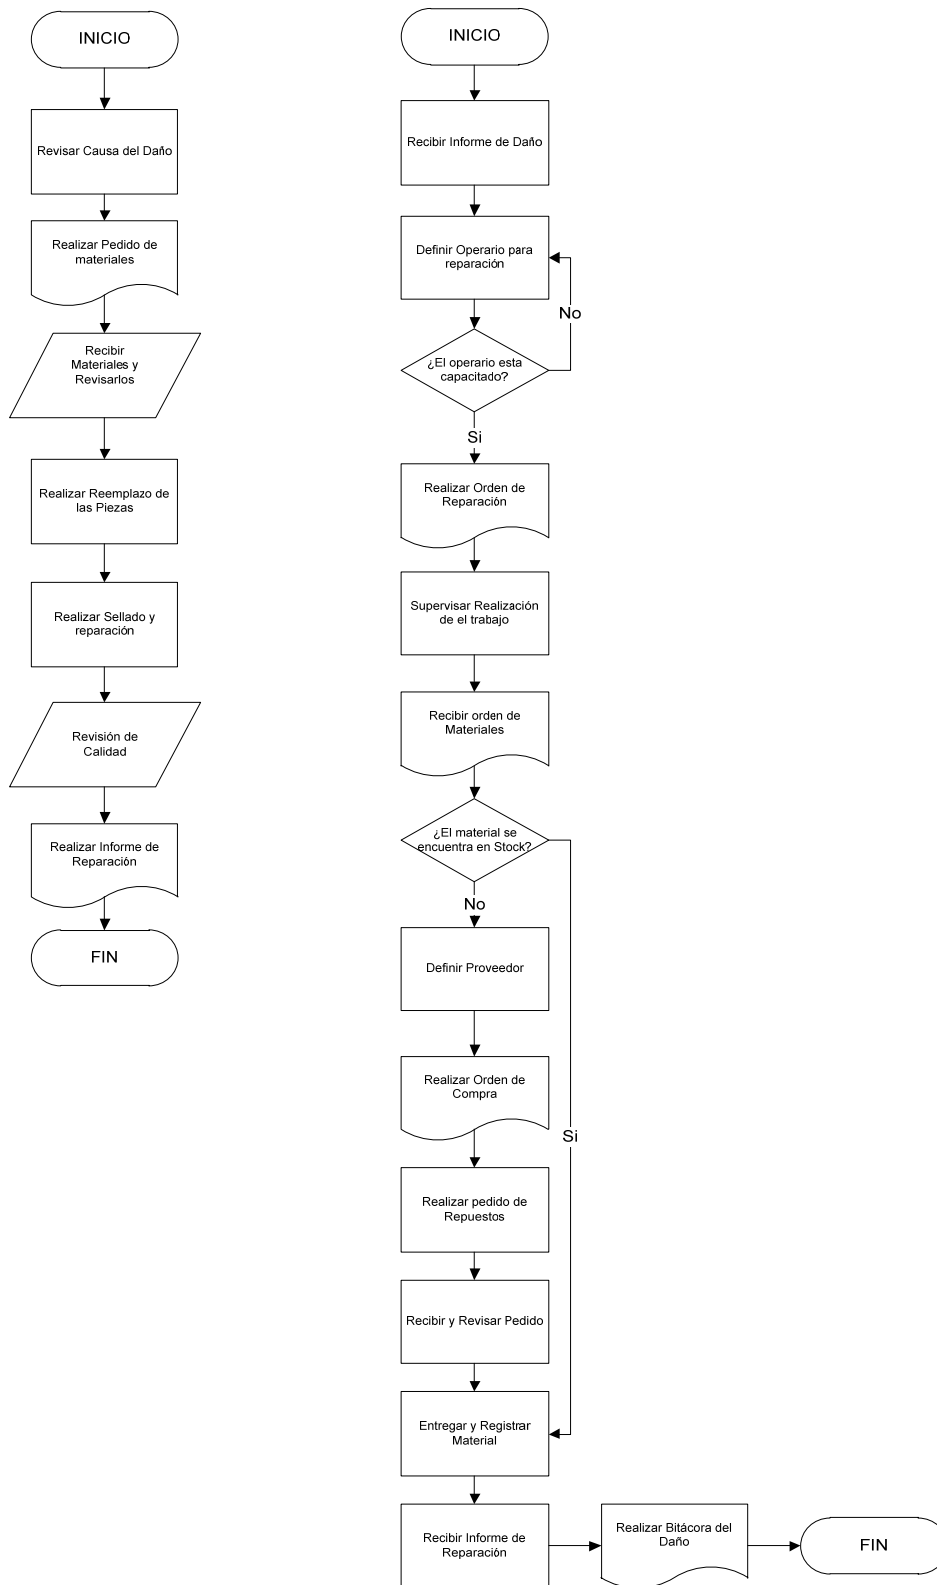 INICIO
Revisar Causa del Daño
Realizar Pedido de
materiales
Recibir
Materiales y
Revisarlos
Realizar Reemplazo de
las Piezas
Realizar Sellado y
reparación
Revisión de
Calidad
Realizar Informe de
Reparación
FIN
INICIO
Recibir Informe de Daño
Definir Operario para
reparación
No
¿El operario esta
capacitado?
Si
Realizar Orden de
Reparación
Supervisar Realización
de el trabajo
Recibir orden de
Materiales
¿El material se
encuentra en Stock?
No
Definir Proveedor
Realizar Orden de
Compra
Si
Realizar pedido de
Repuestos
Recibir y Revisar Pedido
Entregar y Registrar
Material
Recibir Informe de
Reparación
Realizar Bitácora del
Daño
FIN